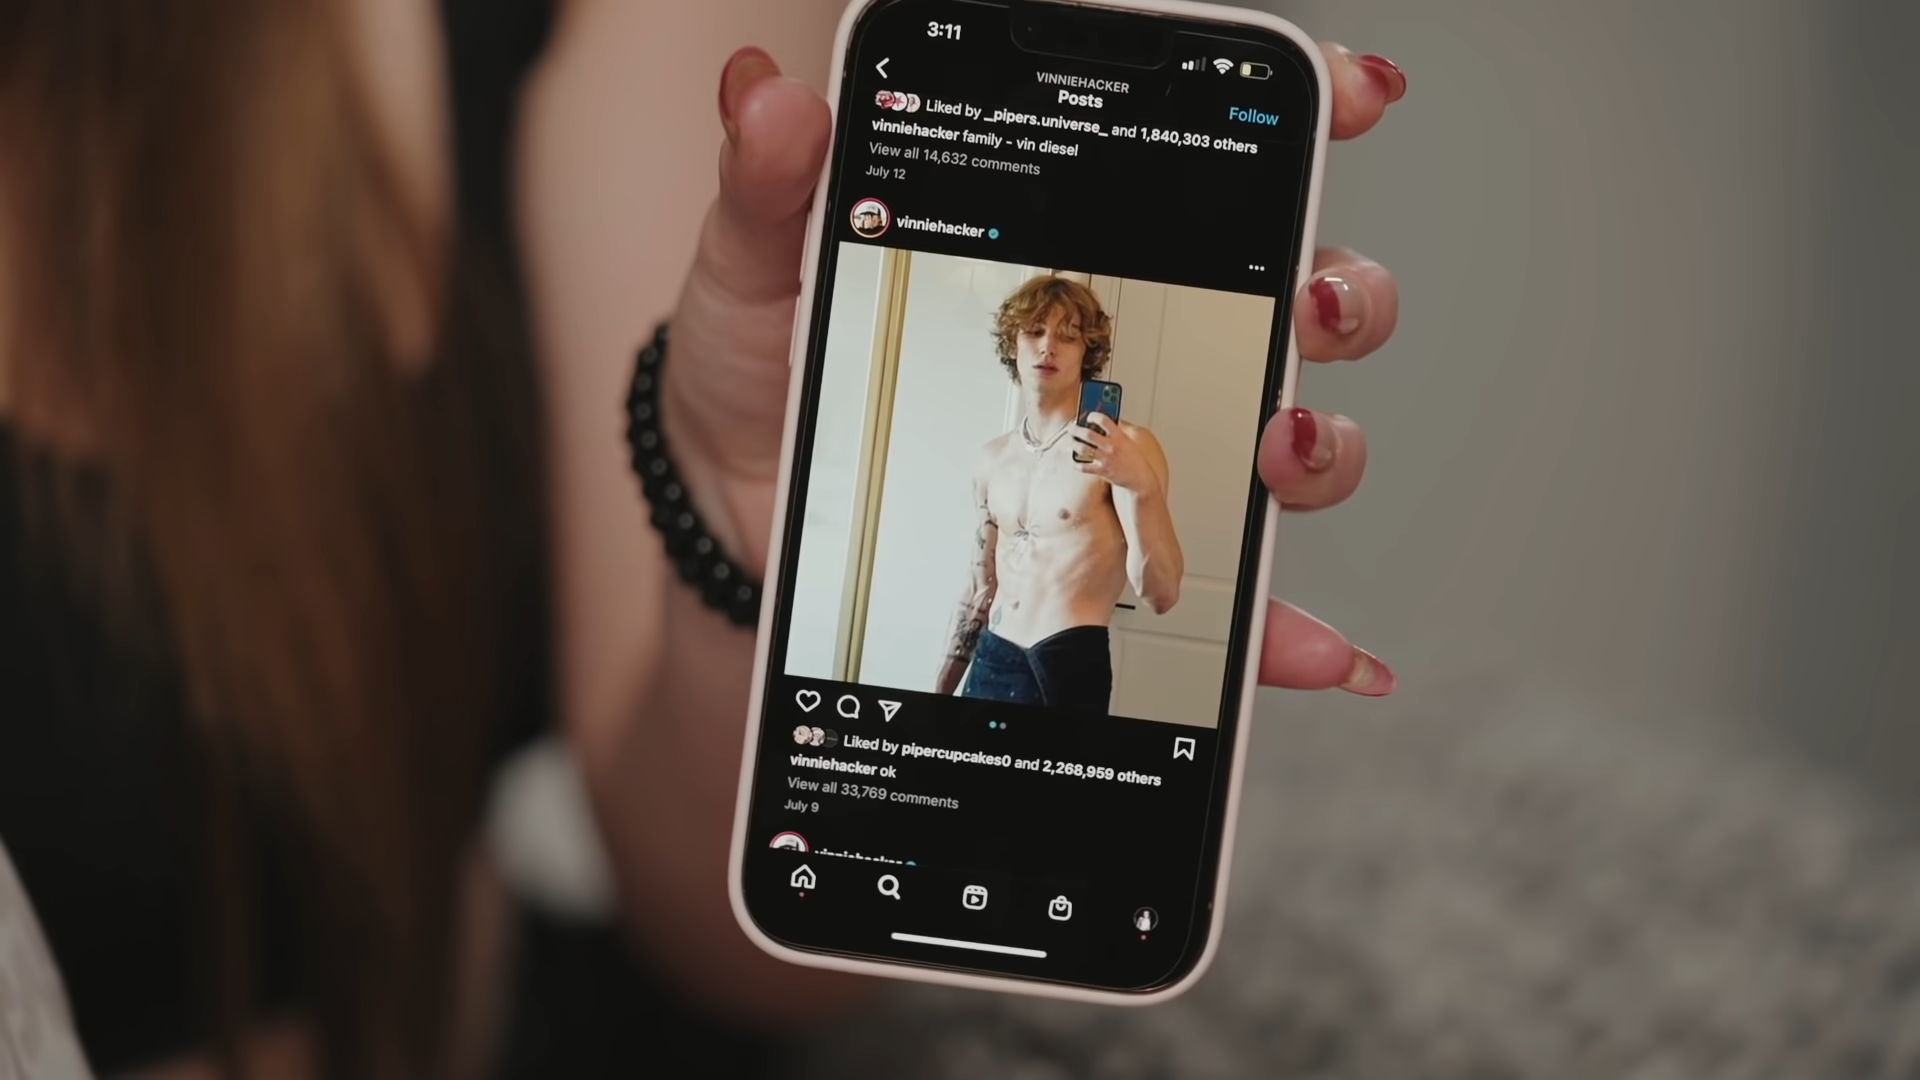 3:11
VINNIEHACKER
Posts
Follow
Liked by _pipers.universe_ and 1,840,303 others
vinniehacker family - vin diesel
View all 14,632 comments
July 12
vinniehacker
Liked by pipercupcakes0 and 2,268,959 others
vinniehacker ok
View all 33,769 comments
July 9
vinniehacker